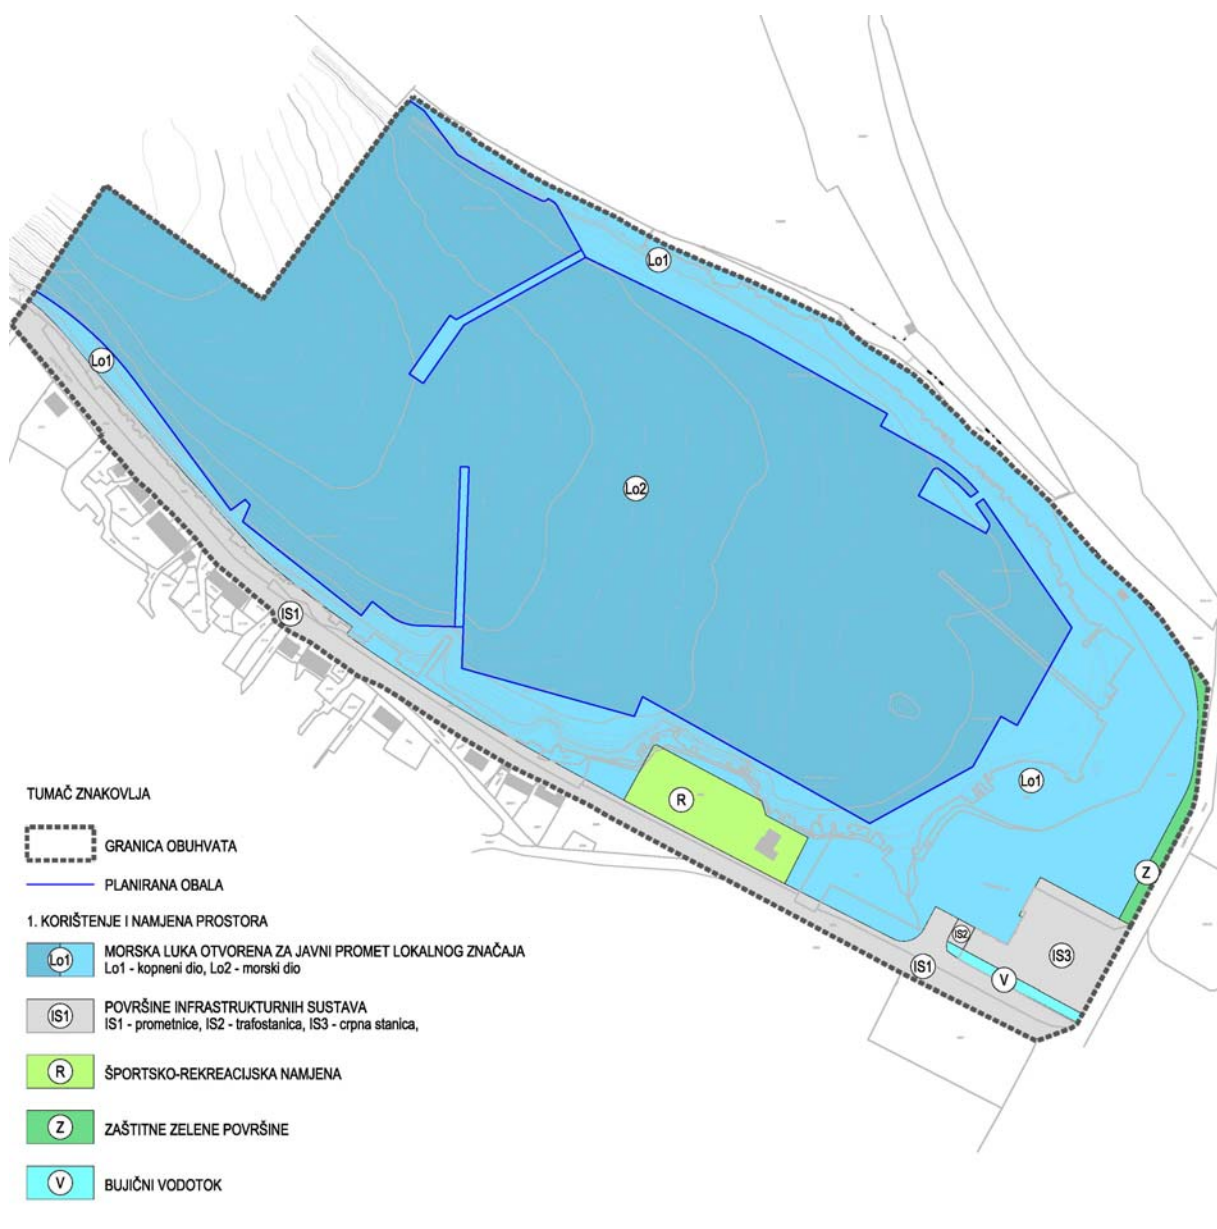 Lo1
Lo1
Lo2
IS1
Lo1
R
Z
IS2
IS1
IS3
V
TUMAČ ZNAKOVLJA
GRANICA OBUHVATA
PLANIRANA OBALA
1. KORIŠTENJE I NAMJENA PROSTORA
Lo1 MORSKA LUKA OTVORENA ZA JAVNI PROMET LOKALNOG ZNAČAJA
Lo1 - kopneni dio, Lo2 - morski dio
IS1 POVRŠINE INFRASTRUKTURNIH SUSTAVA
IS1 - prometnice, IS2 - trafostanica, IS3 - crpna stanica,
R ŠPORTSKO-REKREACIJSKA NAMJENA
Z ZAŠTITNE ZELENE POVRŠINE
V BUJIČNI VODOTOK